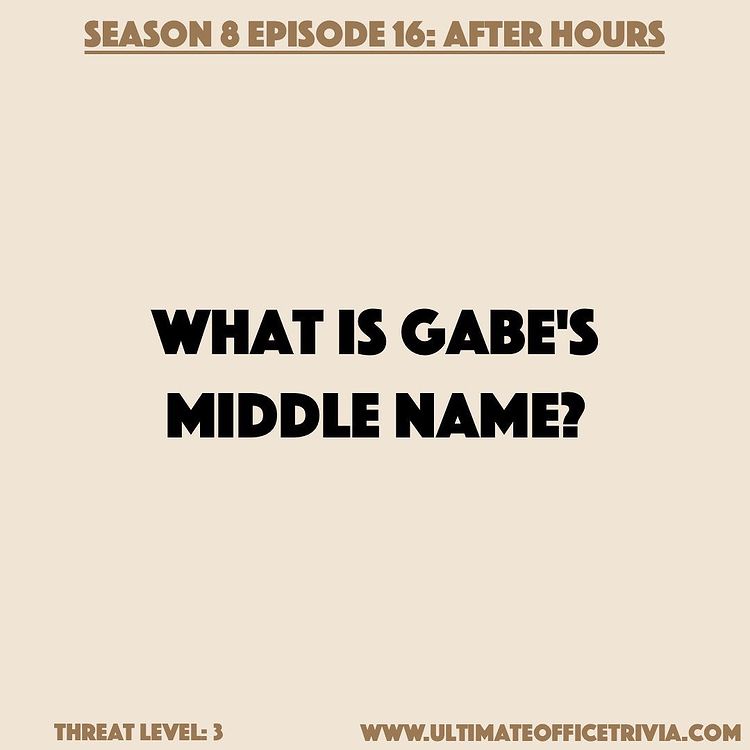 SEASON 8 EPISODE 16: AFTER HOURS
WHAT IS GABE'S
MIDDLE NAME?
THREAT LEVEL: 3
WWW.ULTIMATEOFFICETRIVIA.COM